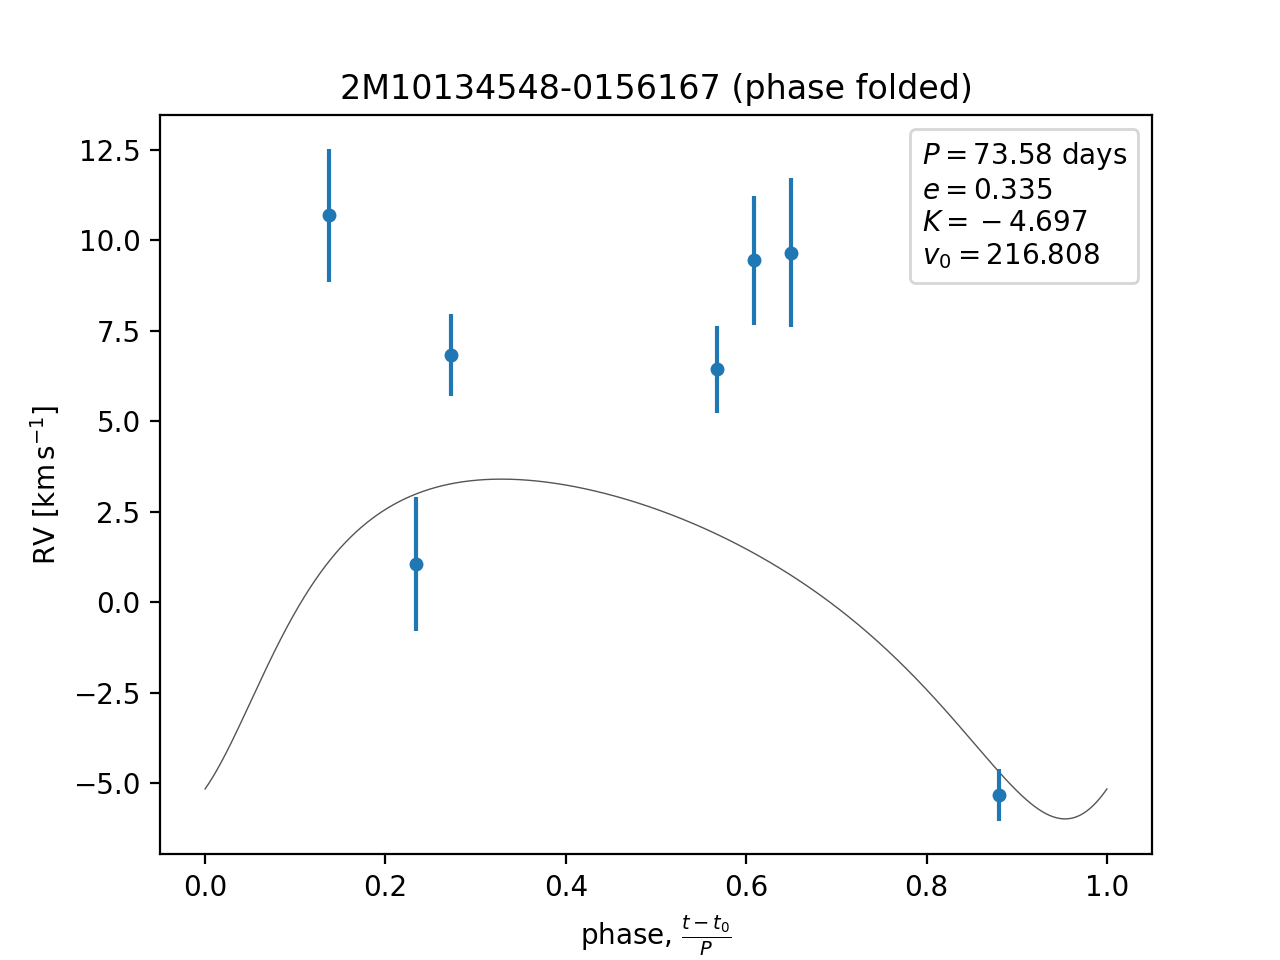 2M10134548-0156167 (phase folded)
P = 73.58 days
e = 0.335
K = −4.697
v₀ = 216.808
RV [km s⁻¹]
12.5
10.0
7.5
5.0
2.5
0.0
−2.5
−5.0
0.0 0.2 0.4 0.6 0.8 1.0
phase, (t − t₀)/P